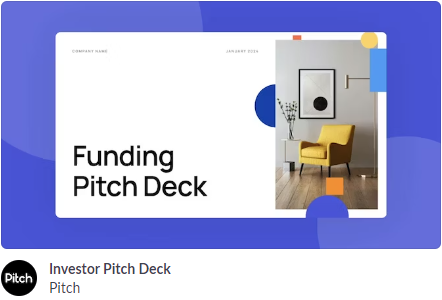 COMPANY NAME
JANUARY 2024
Funding
Pitch Deck
Pitch
Investor Pitch Deck
Pitch